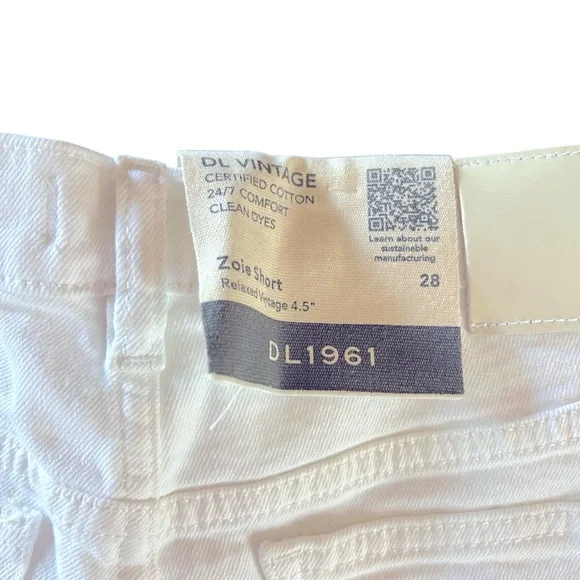 DL VINTAGE
CERTIFIED COTTON
24/7 COMFORT
CLEAN DYES
Learn about our
sustainable
manufacturing
Zoie Short
28
Relaxed Vintage 4.5"
DL1961